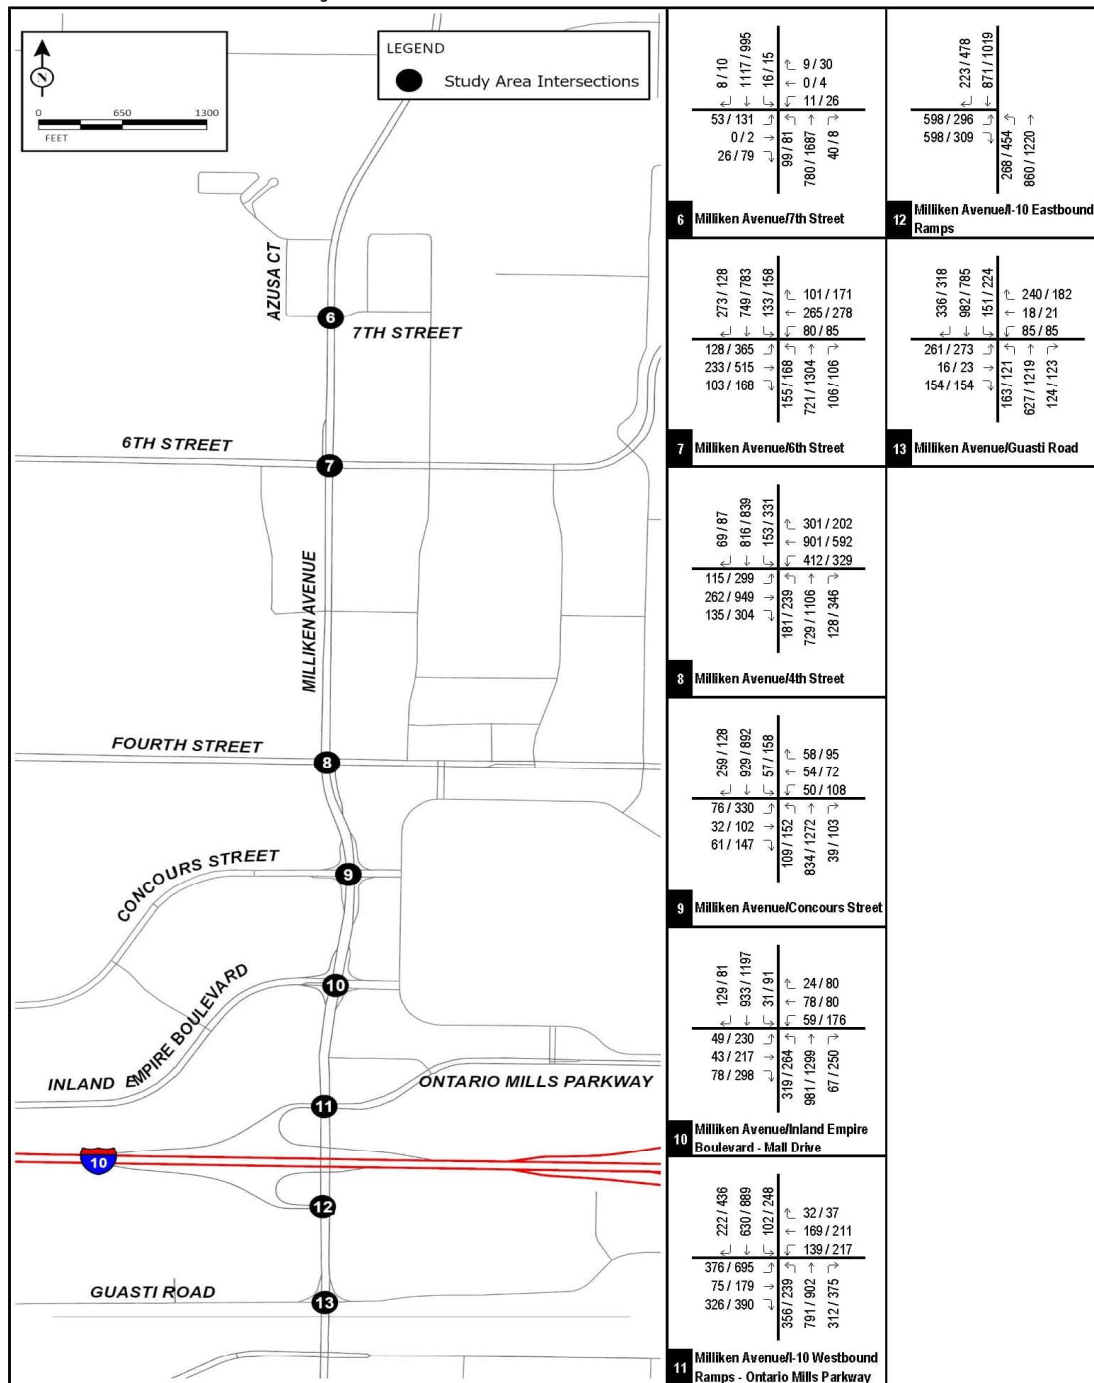 LEGEND
Study Area Intersections
N
0 650 1300
FEET
AZUSA CT
6
7TH STREET
6TH STREET
7
MILLIKEN AVENUE
FOURTH STREET
8
CONCOURS STREET
9
10
INLAND EMPIRE BOULEVARD
ONTARIO MILLS PARKWAY
11
10
12
GUASTI ROAD
13
8 / 10
1117 / 995
16 / 15
9 / 30
0 / 4
11 / 26
53 / 131
0 / 2
26 / 79
99 / 81
780 / 1687
40 / 8
6 Milliken Avenue/7th Street
273 / 128
749 / 783
133 / 158
101 / 171
265 / 278
80 / 85
128 / 365
233 / 515
103 / 168
155 / 168
721 / 1304
106 / 106
7 Milliken Avenue/6th Street
69 / 87
816 / 839
153 / 331
301 / 202
901 / 592
412 / 329
115 / 299
262 / 949
135 / 304
181 / 239
729 / 1106
128 / 346
8 Milliken Avenue/4th Street
259 / 128
929 / 892
57 / 158
58 / 95
54 / 72
50 / 108
76 / 330
32 / 102
61 / 147
109 / 152
834 / 1272
39 / 103
9 Milliken Avenue/Concours Street
129 / 81
933 / 1197
31 / 91
24 / 80
78 / 80
59 / 176
49 / 230
43 / 217
78 / 298
319 / 264
981 / 1299
67 / 250
10 Milliken Avenue/Inland Empire
Boulevard - Mall Drive
222 / 436
630 / 889
102 / 248
32 / 37
169 / 211
139 / 217
376 / 695
75 / 179
326 / 390
356 / 239
791 / 902
312 / 375
11 Milliken Avenue/I-10 Westbound
Ramps - Ontario Mills Parkway
223 / 478
871 / 1019
598 / 296
598 / 309
268 / 454
860 / 1220
12 Milliken Avenue/I-10 Eastbound
Ramps
336 / 318
982 / 785
151 / 224
240 / 182
18 / 21
85 / 85
261 / 273
16 / 23
154 / 154
163 / 121
627 / 1219
124 / 123
13 Milliken Avenue/Guasti Road